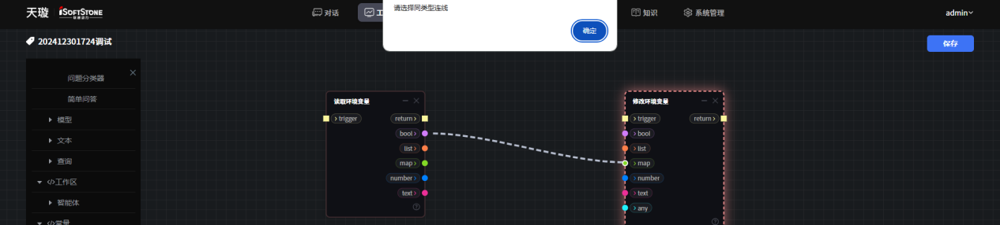 天璇
iSoftStone
软通动力
对话
工
知识
系统管理
admin
请选择同类型连线
确定
202412301724调试
保存
问题分类器
简单问答
模型
文本
查询
</>工作区
智能体
</>常量
读取环境变量
trigger
return
bool
list
map
number
text
修改环境变量
trigger
return
bool
list
map
number
text
any